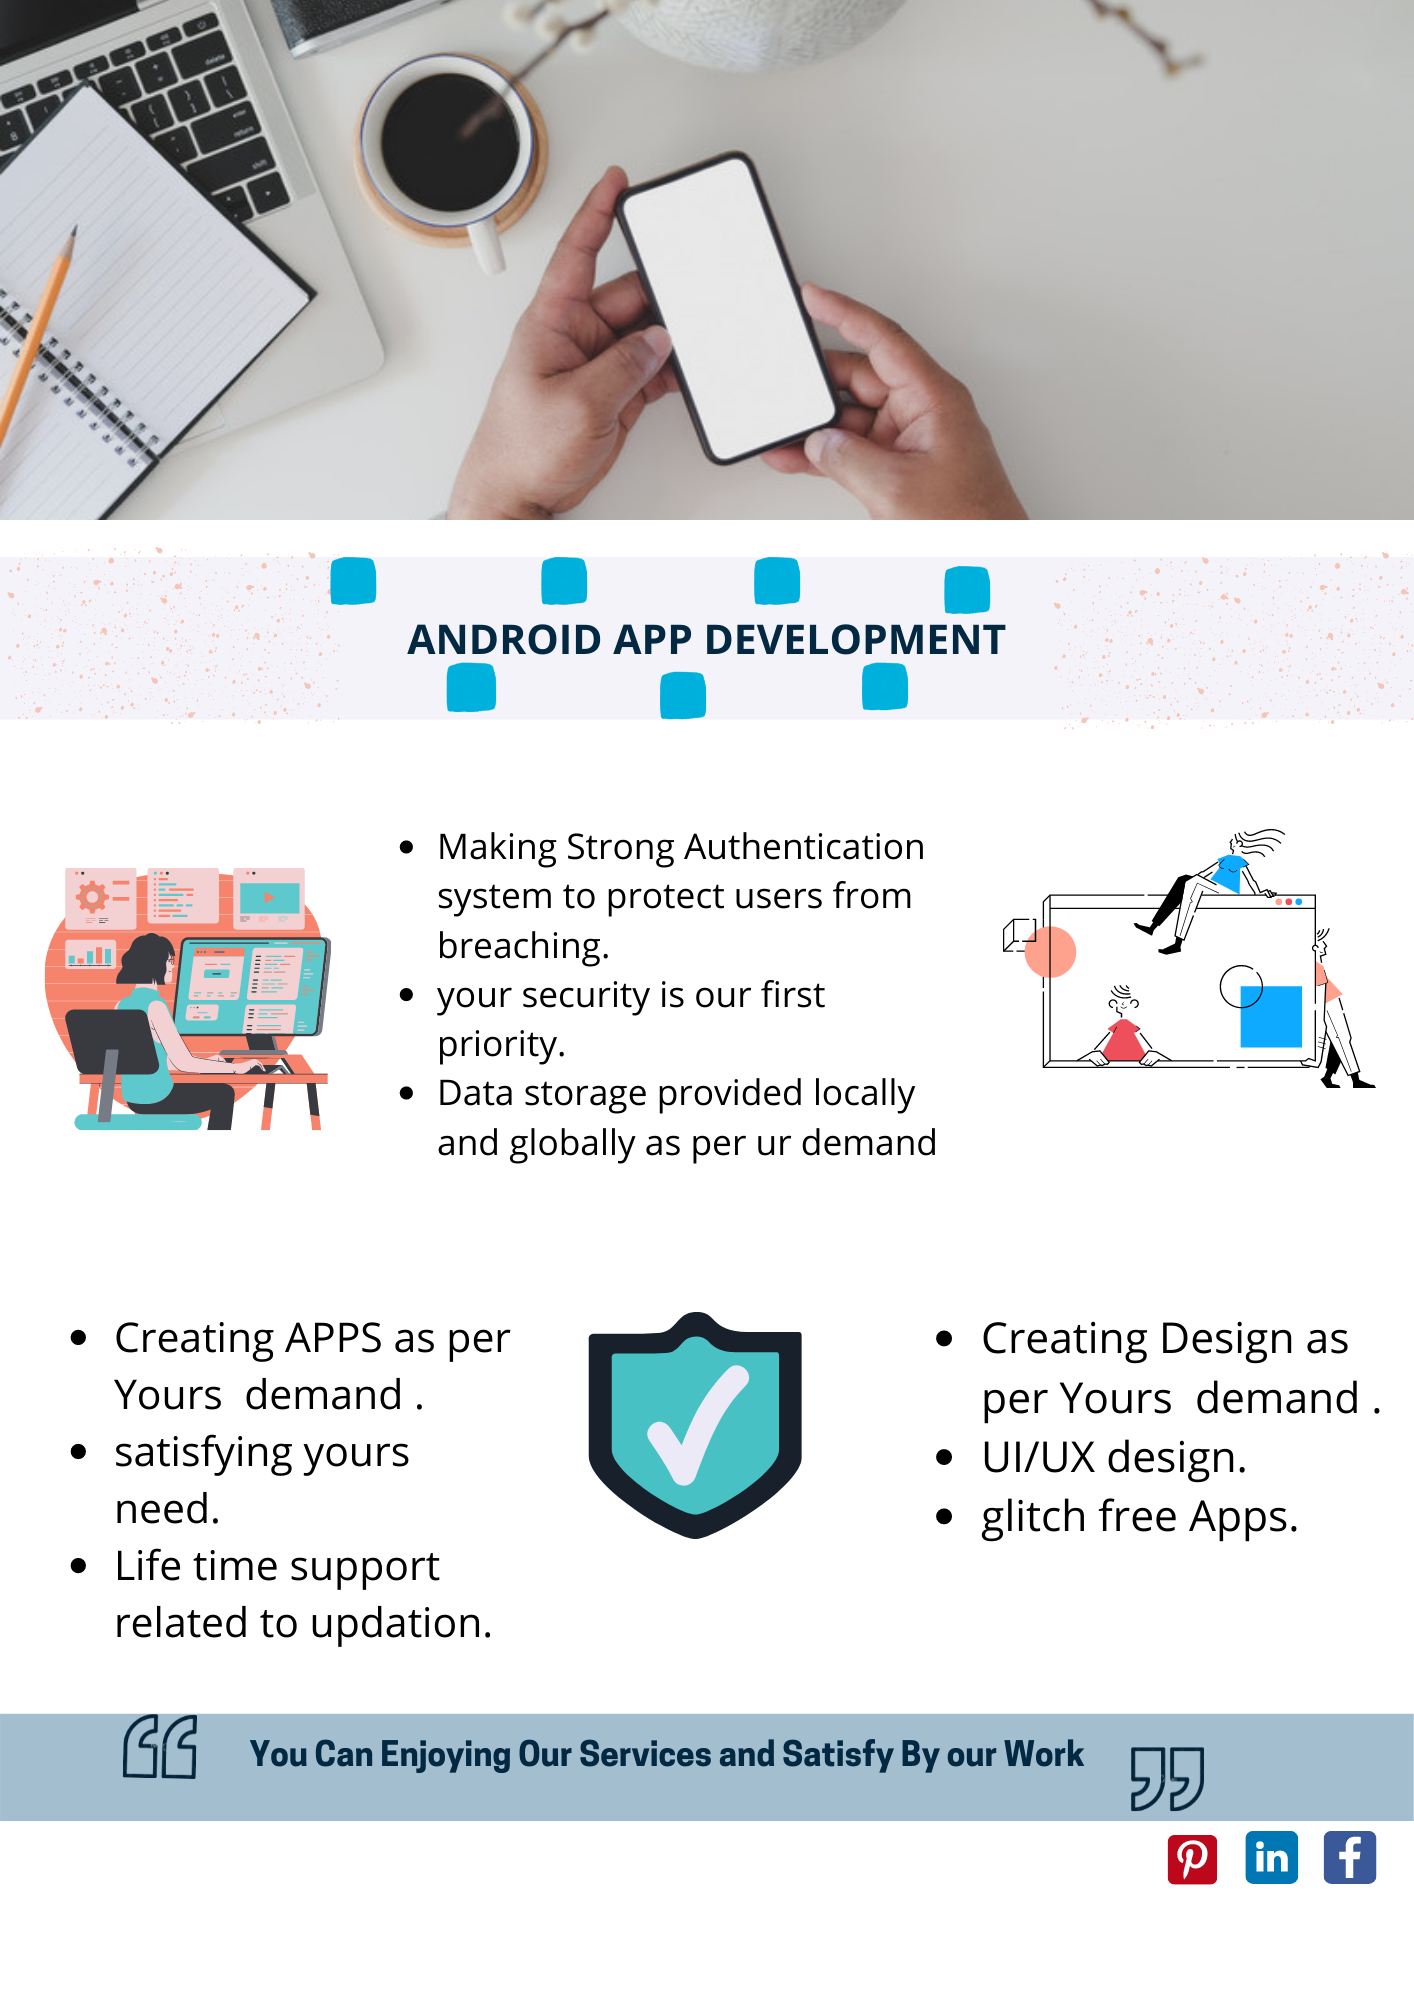 ANDROID APP DEVELOPMENT
Making Strong Authentication
system to protect users from
breaching.
your security is our first
priority.
Data storage provided locally
and globally as per ur demand
Creating APPS as per
Yours demand .
satisfying yours
need.
Life time support
related to updation.
Creating Design as
per Yours demand .
UI/UX design.
glitch free Apps.
You Can Enjoying Our Services and Satisfy By our Work
in
f